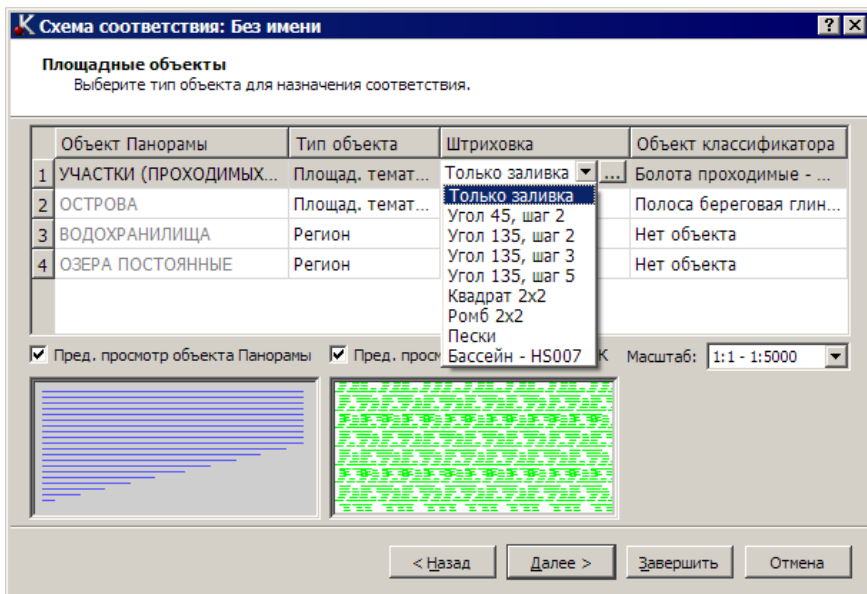 Схема соответствия: Без имени
Площадные объекты
Выберите тип объекта для назначения соответствия.
Объект Панорамы Тип объекта Штриховка Объект классификатора
1 УЧАСТКИ (ПРОХОДИМЫХ... Площад. темат... Только заливка ... Болота проходимые - ...
2 ОСТРОВА Площад. темат... Полоса береговая глин...
3 ВОДОХРАНИЛИЩА Регион Нет объекта
4 ОЗЕРА ПОСТОЯННЫЕ Регион Нет объекта
Только заливка
Угол 45, шаг 2
Угол 135, шаг 2
Угол 135, шаг 3
Угол 135, шаг 5
Квадрат 2x2
Ромб 2x2
Пески
Бассейн - HS007
Пред. просмотр объекта Панорамы Пред. К Масштаб: 1:1 - 1:5000
< Назад Далее > Завершить Отмена